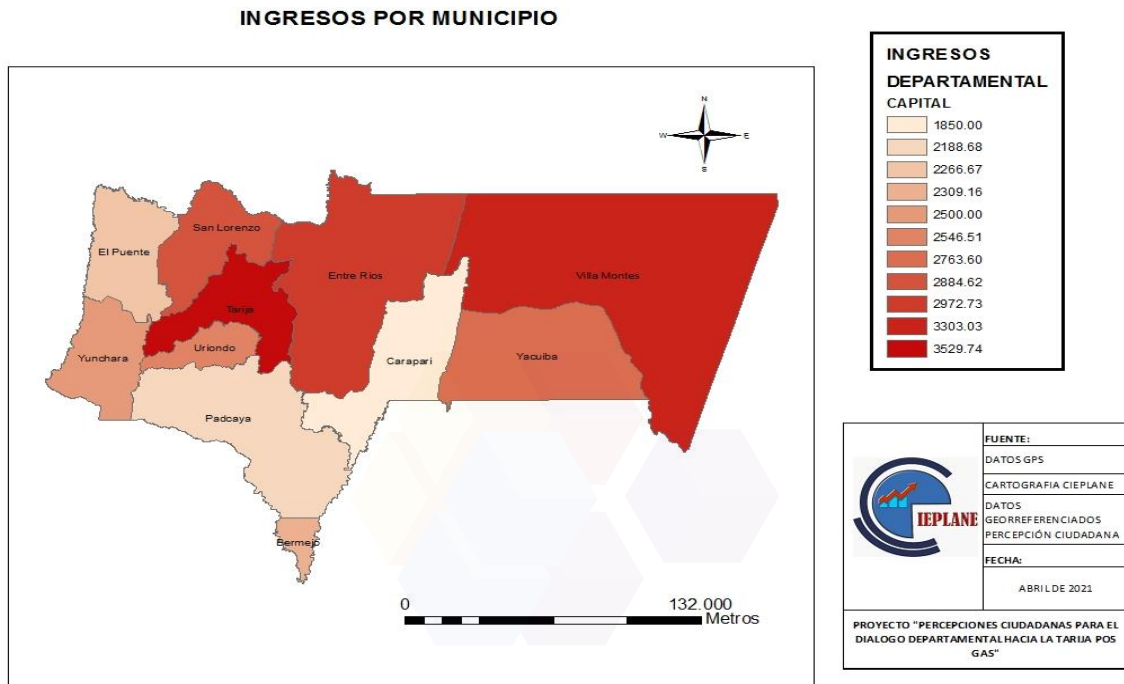 INGRESOS POR MUNICIPIO
INGRESOS
DEPARTAMENTAL
CAPITAL
1850.00
2188.68
2266.67
2309.16
2500.00
2546.51
2763.60
2884.62
2972.73
3303.03
3529.74
N
W
E
S
San Lorenzo
El Puente
Entre Rios
Villa Montes
Tarija
Uriondo
Yunchara
Carapari
Yacuiba
Padcaya
Bermejo
0
132.000
Metros
IEPLANE
FUENTE:
DATOS GPS
CARTOGRAFIA CIEPLANE
DATOS
GEORREFERENCIADOS
PERCEPCIÓN CIUDADANA
FECHA:
ABRIL DE 2021
PROYECTO "PERCEPCIONES CIUDADANAS PARA EL
DIALOGO DEPARTAMENTAL HACIA LA TARIJA POS
GAS"